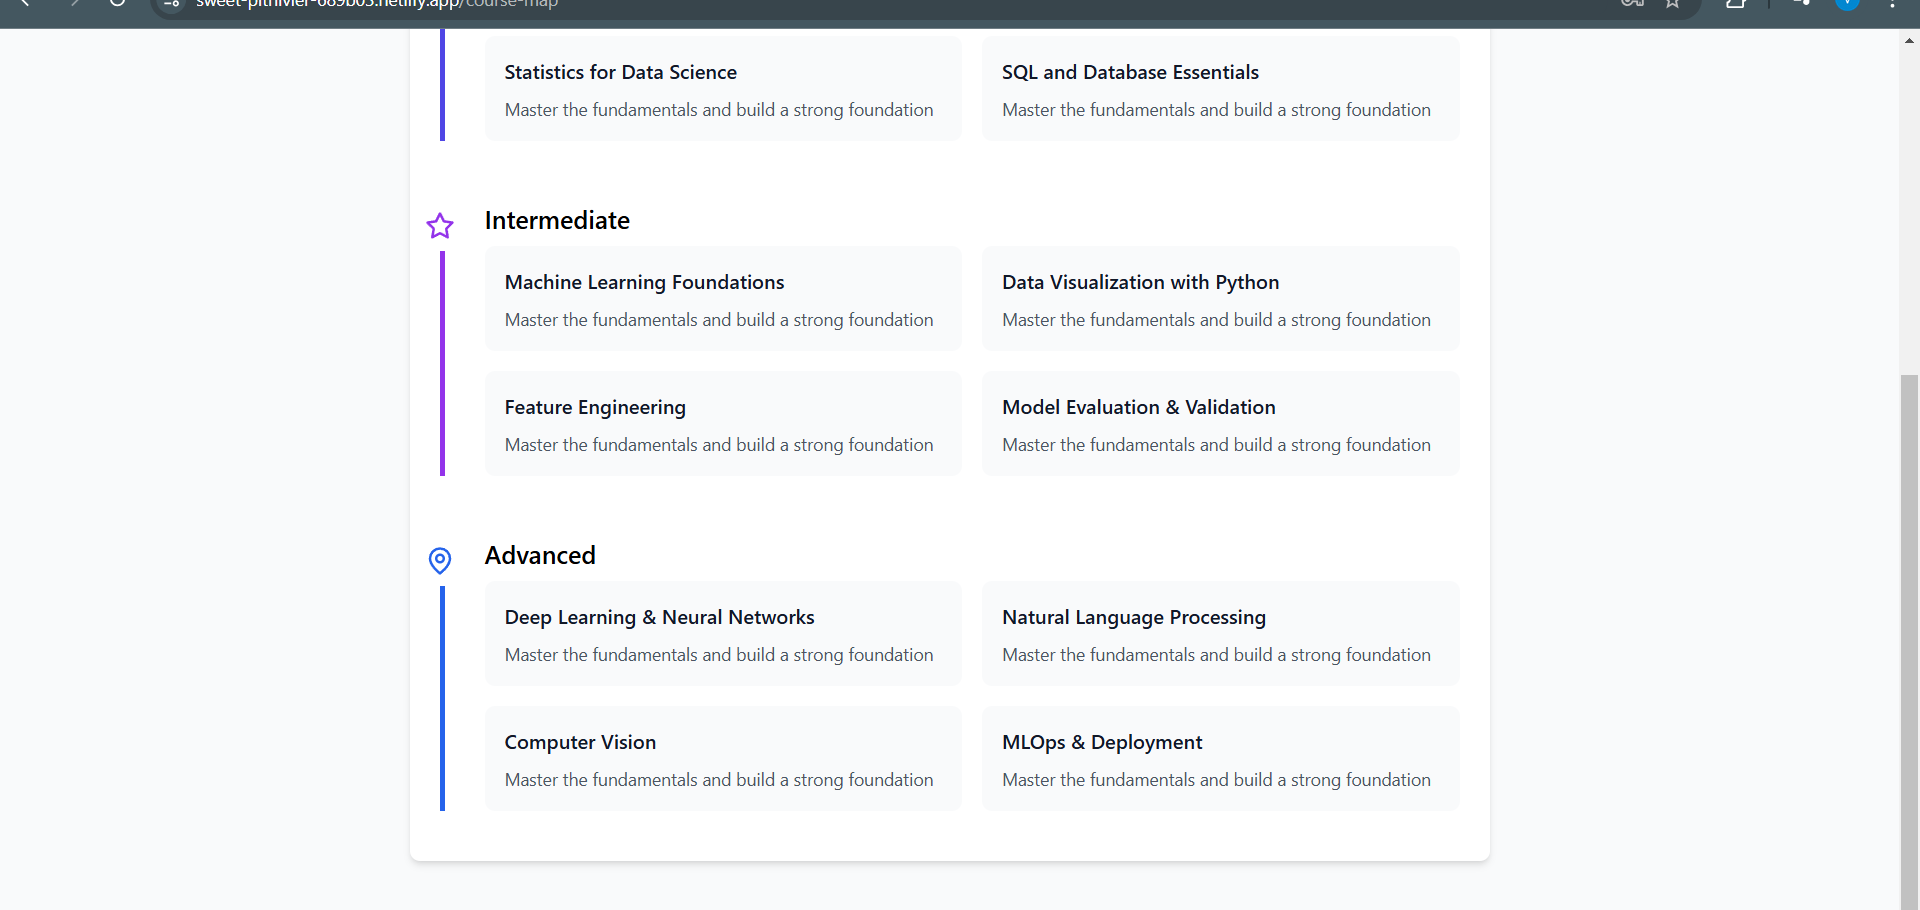 sweet-pithivier-689b03.netlify.app/course-map
Statistics for Data Science
Master the fundamentals and build a strong foundation
SQL and Database Essentials
Master the fundamentals and build a strong foundation
Intermediate
Machine Learning Foundations
Master the fundamentals and build a strong foundation
Data Visualization with Python
Master the fundamentals and build a strong foundation
Feature Engineering
Master the fundamentals and build a strong foundation
Model Evaluation & Validation
Master the fundamentals and build a strong foundation
Advanced
Deep Learning & Neural Networks
Master the fundamentals and build a strong foundation
Natural Language Processing
Master the fundamentals and build a strong foundation
Computer Vision
Master the fundamentals and build a strong foundation
MLOps & Deployment
Master the fundamentals and build a strong foundation